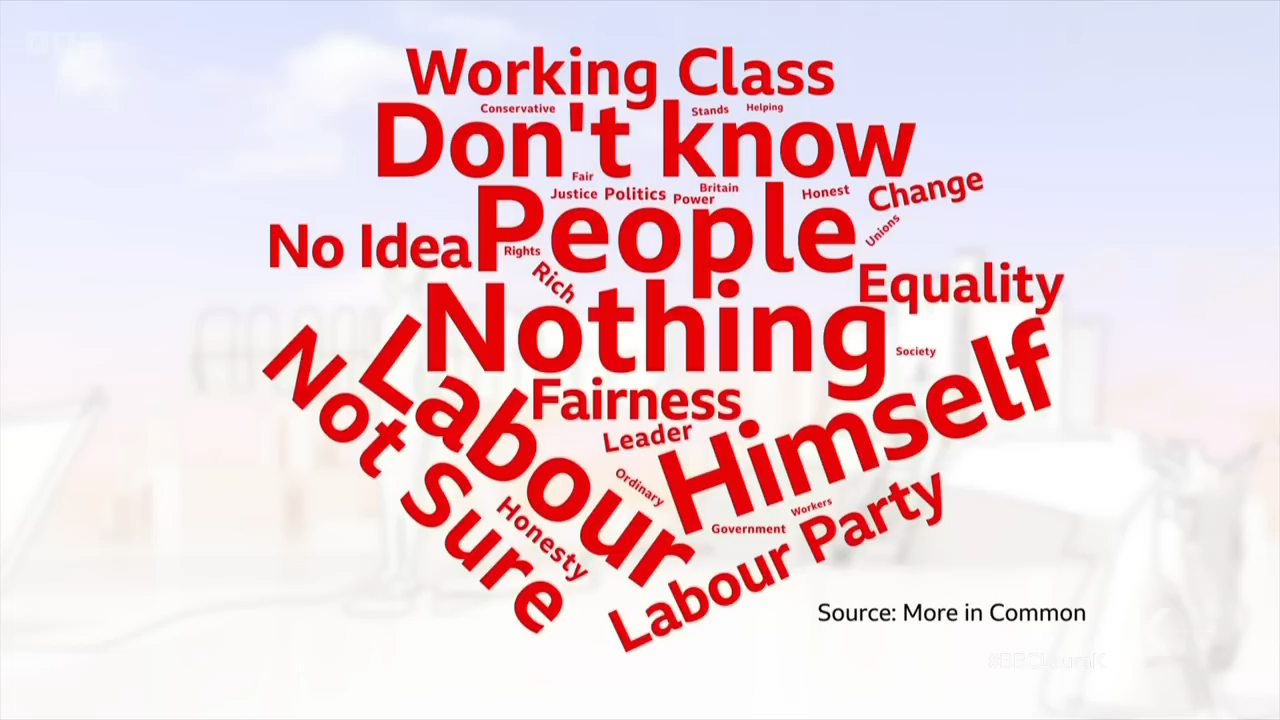 BBC
Working Class
Conservative
Stands
Helping
Don't know
Fair
Justice
Politics
Power
Britain
Honest
Change
Unions
No Idea
People
Rights
Rich
Equality
Nothing
Society
Not Sure
Labour
Fairness
Himself
Leader
Ordinary
Honesty
Workers
Government
Labour Party
Source: More in Common
#BBCLauraK